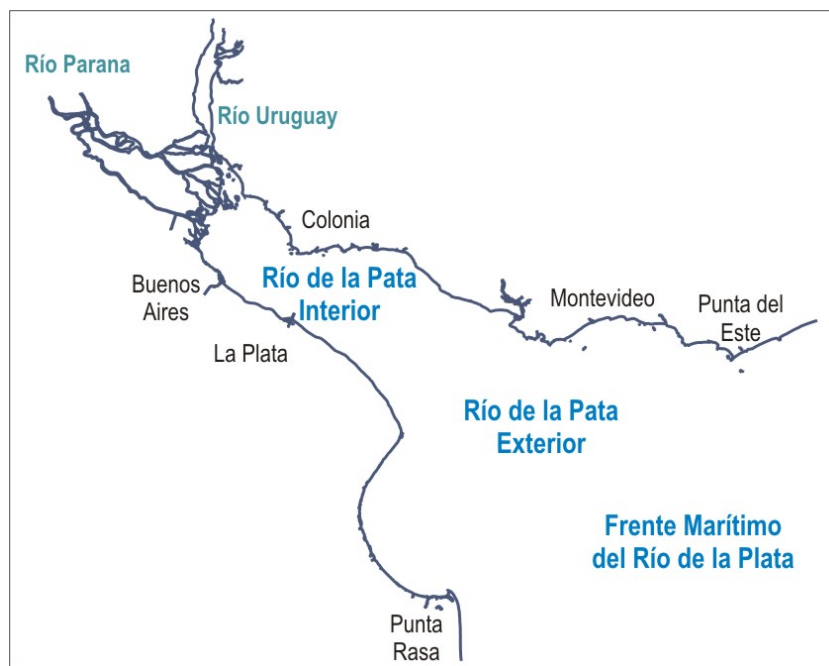 Río Parana
Río Uruguay
Colonia
Buenos
Aires
Río de la Pata
Interior
La Plata
Montevideo
Punta del
Este
Río de la Pata
Exterior
Frente Marítimo
del Río de la Plata
Punta
Rasa